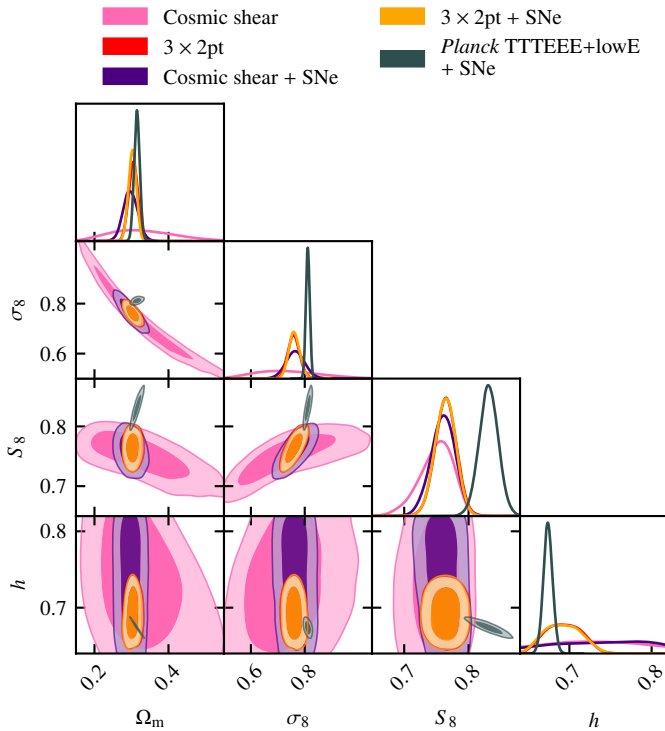 Cosmic shear
3 × 2pt
Cosmic shear + SNe
3 × 2pt + SNe
Planck TTTEEE+lowE
+ SNe
σ₈
0.8
0.6
S₈
0.8
0.7
h
0.8
0.7
0.2
0.4
0.6
0.8
0.7
0.8
0.7
0.8
Ωₘ
σ₈
S₈
h